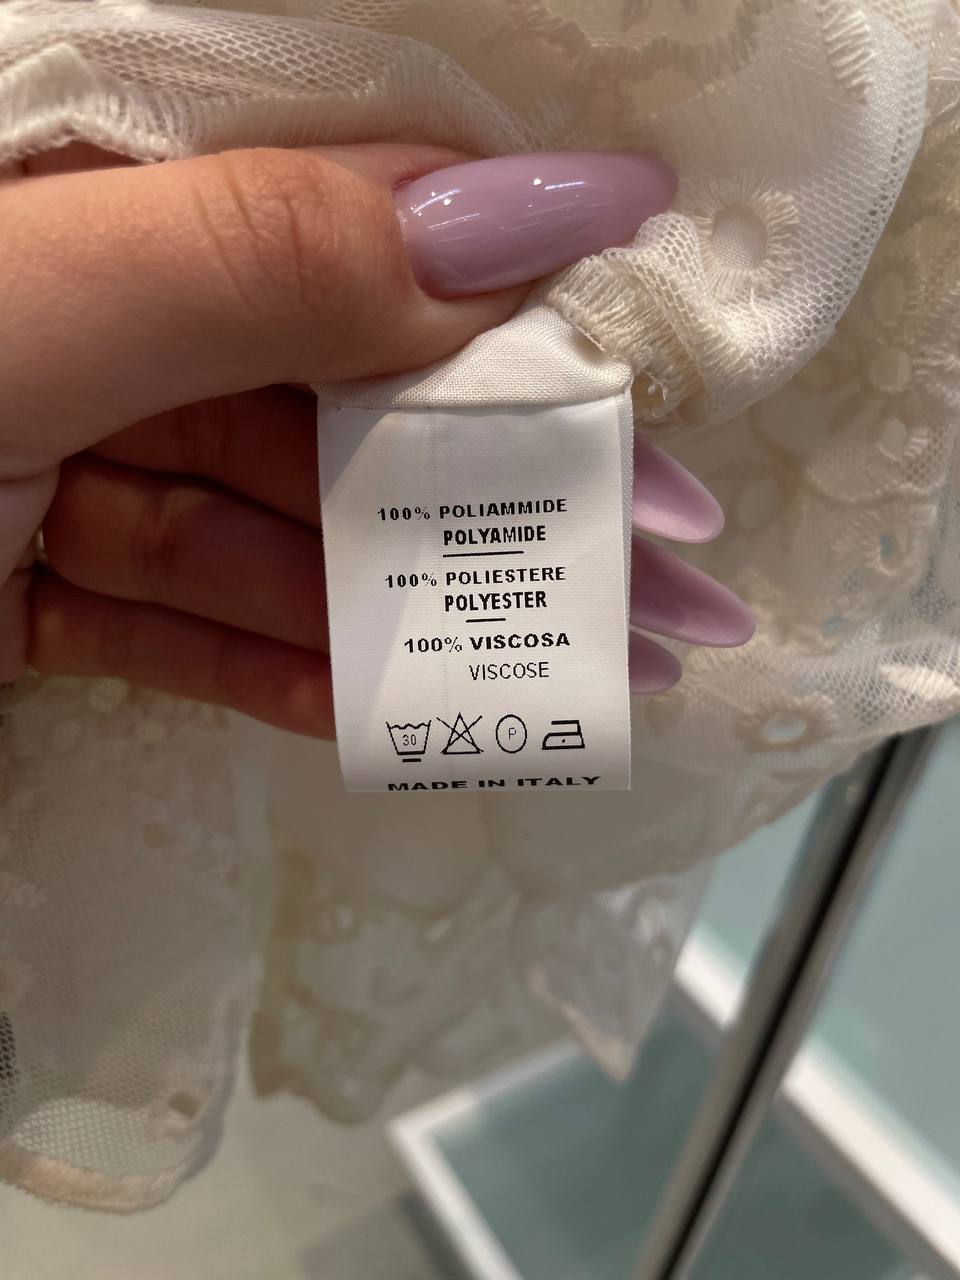 100% POLIAMMIDE
POLYAMIDE
100% POLIESTERE
POLYESTER
100% VISCOSA
VISCOSE
30 P
MADE IN ITALY